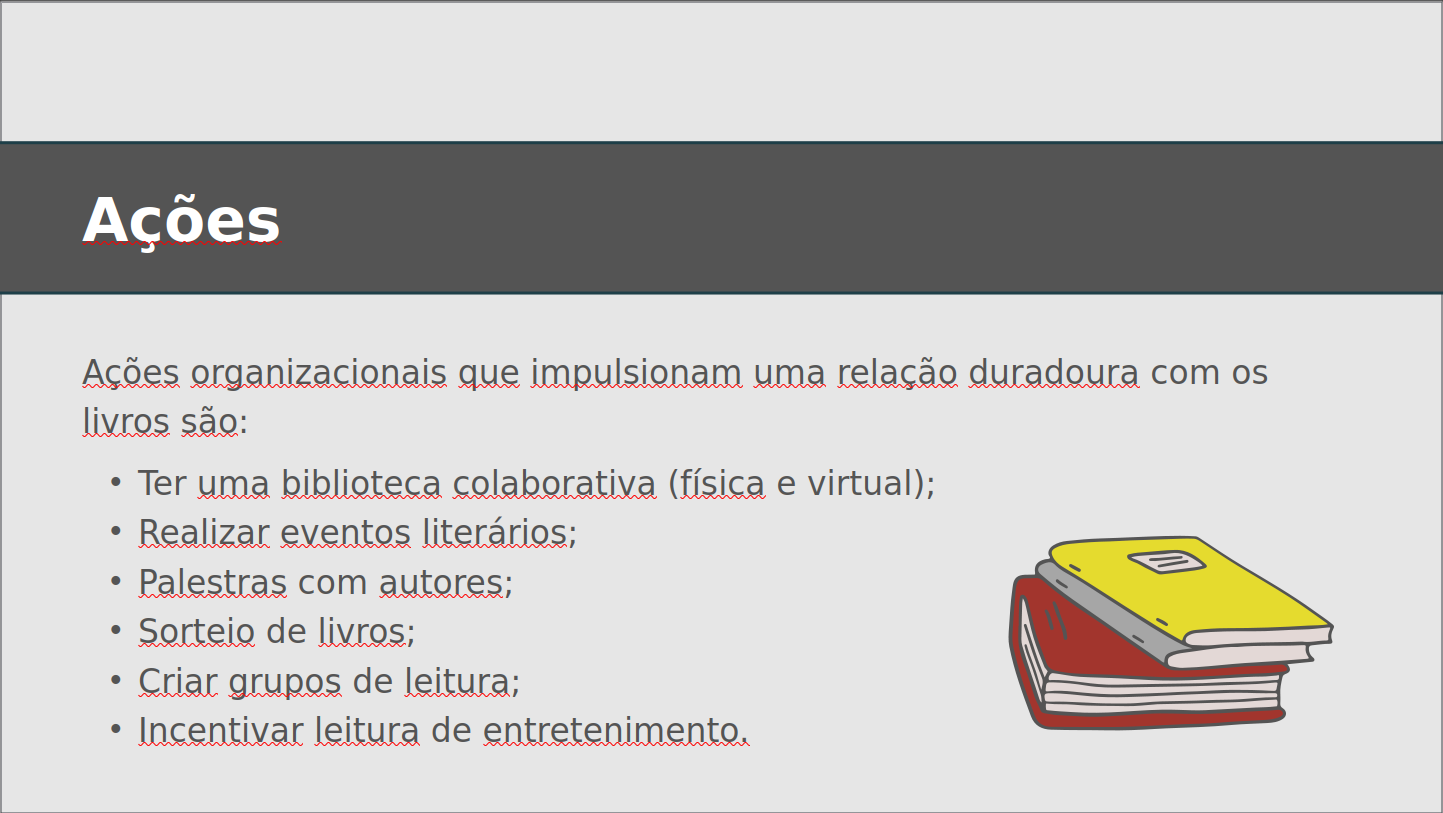 Ações
Ações organizacionais que impulsionam uma relação duradoura com os
livros são:
• Ter uma biblioteca colaborativa (física e virtual);
• Realizar eventos literários;
• Palestras com autores;
• Sorteio de livros;
• Criar grupos de leitura;
• Incentivar leitura de entretenimento.